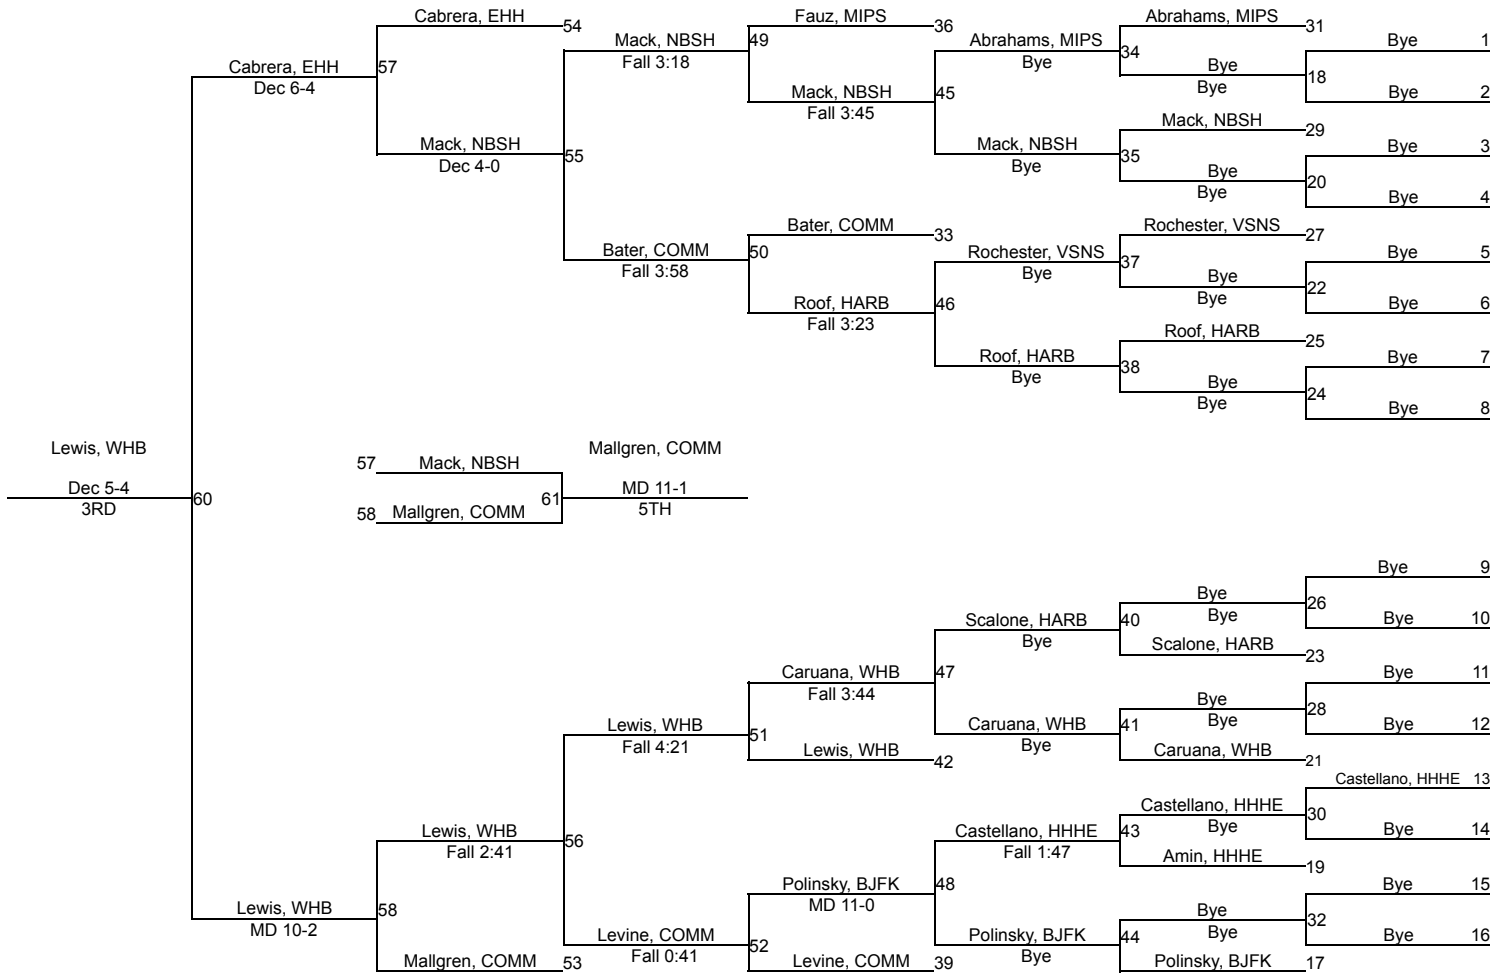 Cabrera, EHH 54 Fauz, MIPS 36 Abrahams, MIPS 31
Mack, NBSH 49 Abrahams, MIPS 34 Bye 1
Fall 3:18 Bye
Cabrera, EHH 57 Bye 18
Dec 6-4 Bye
Mack, NBSH 45 Bye 2
Fall 3:45
Mack, NBSH 29
Mack, NBSH 55 Mack, NBSH 35 Bye 3
Dec 4-0 Bye
Bye 20
Bye
Bye 4
Bater, COMM 33 Rochester, VSNS 27
Bater, COMM 50 Rochester, VSNS 37 Bye 5
Fall 3:58 Bye
Bye 22
Bye
Roof, HARB 46 Bye 6
Fall 3:23
Roof, HARB 25
Roof, HARB 38 Bye 7
Bye
Bye 24
Bye
Bye 8
Lewis, WHB Mallgren, COMM
57 Mack, NBSH
Dec 5-4 60 61 MD 11-1
3RD 5TH
58 Mallgren, COMM
Bye 9
Bye 26
Bye
Scalone, HARB 40 Bye 10
Bye
Scalone, HARB 23
Caruana, WHB 47 Bye 11
Fall 3:44
Bye 28
Bye
Lewis, WHB 51 Caruana, WHB 41 Bye 12
Fall 4:21 Bye
Lewis, WHB 42 Caruana, WHB 21
Castellano, HHHE 13
Castellano, HHHE 30
Bye
Lewis, WHB 56 Castellano, HHHE 43 Bye 14
Fall 2:41 Fall 1:47
Amin, HHHE 19
Polinsky, BJFK 48 Bye 15
MD 11-0
Lewis, WHB 58 Bye 32
MD 10-2 Bye
Levine, COMM 52 Polinsky, BJFK 44 Bye 16
Fall 0:41 Bye
Mallgren, COMM 53 Levine, COMM 39 Polinsky, BJFK 17